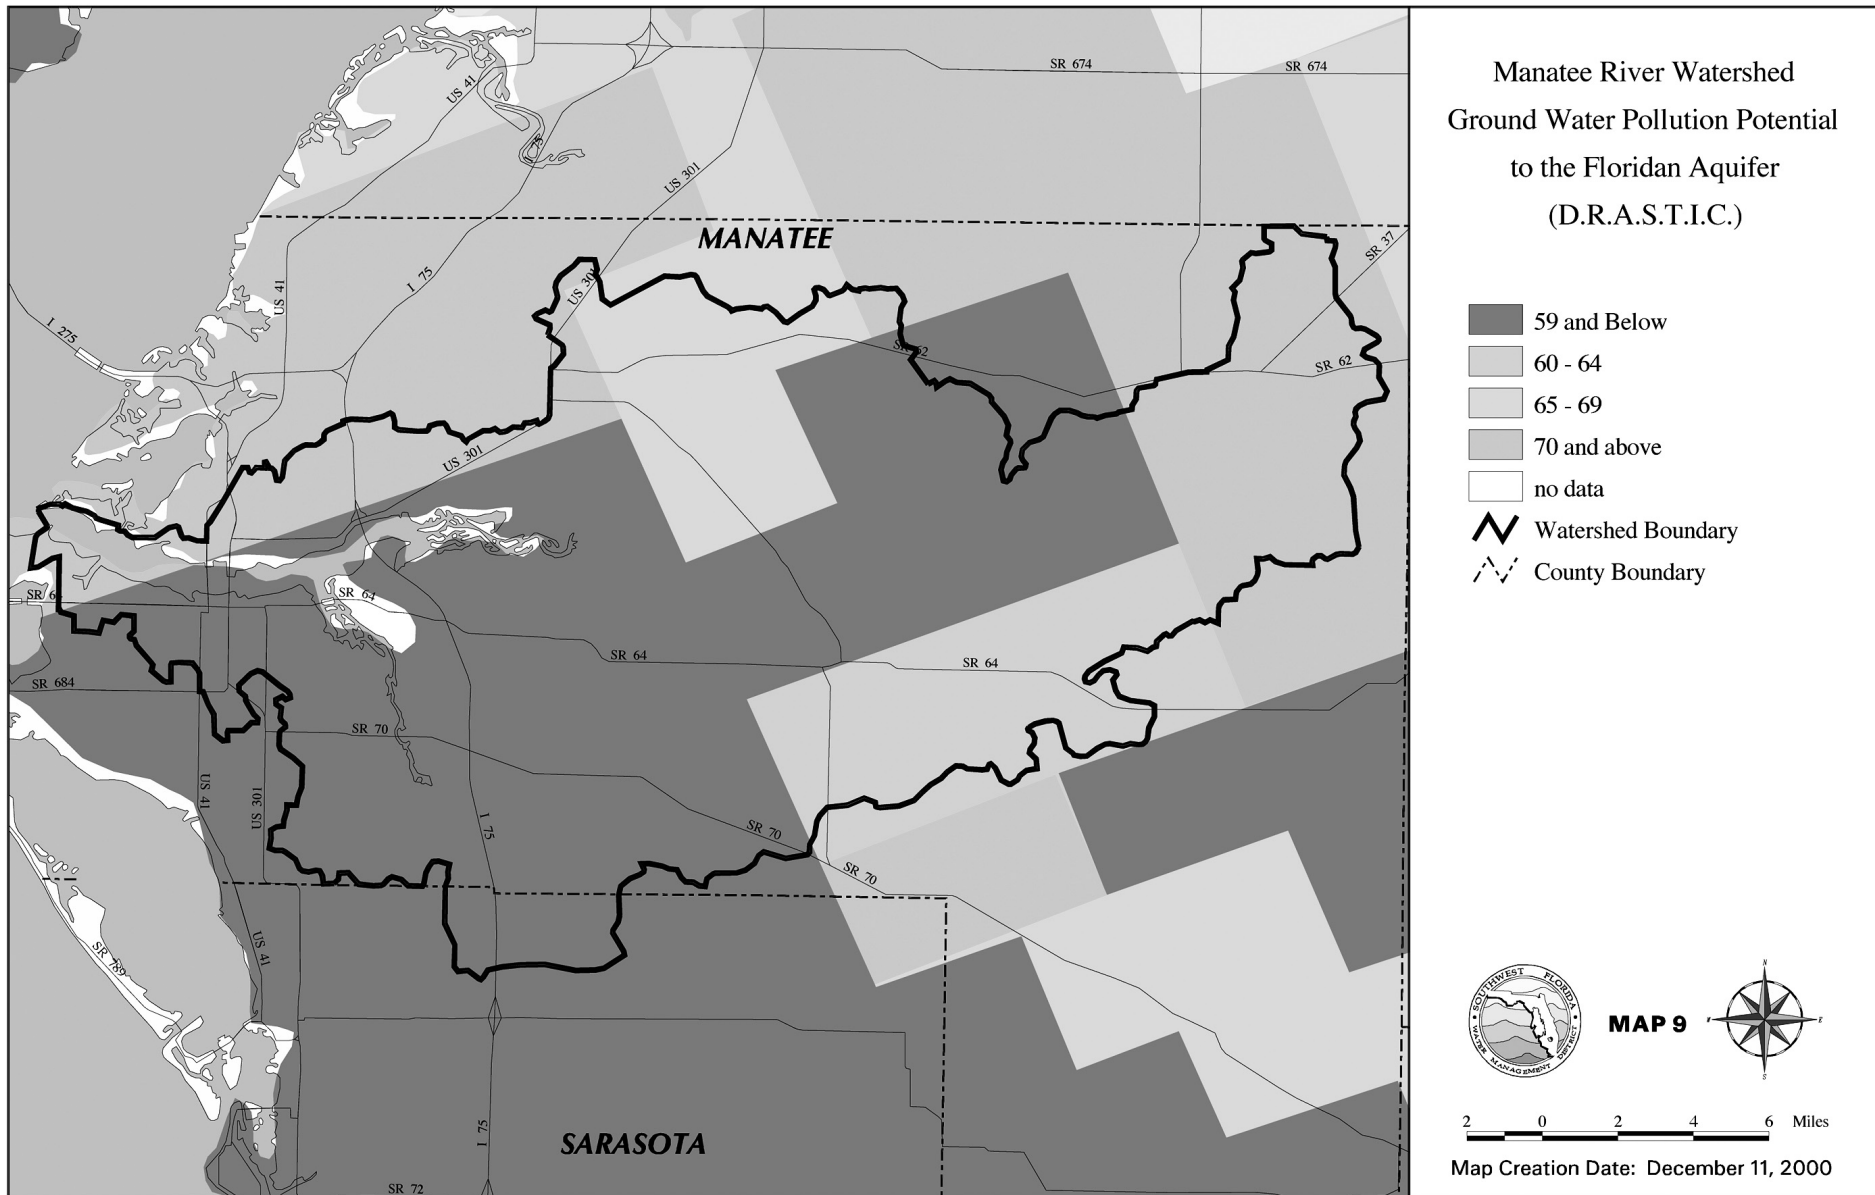 Manatee River Watershed
Ground Water Pollution Potential
to the Floridan Aquifer
(D.R.A.S.T.I.C.)
59 and Below
60 - 64
65 - 69
70 and above
no data
Watershed Boundary
County Boundary
SOUTHWEST FLORIDA
WATER MANAGEMENT DISTRICT
MAP 9
N
W
E
S
2 0 2 4 6 Miles
Map Creation Date: December 11, 2000
SR 674
SR 674
US 41
I 75
US 301
MANATEE
SR 37
US 41
I 75
US 301
I 275
SR 62
SR 62
US 301
SR 64
SR 64
SR 64
SR 64
SR 684
SR 70
US 41
US 301
I 75
SR 70
SR 70
US 41
SR 789
I 75
SARASOTA
SR 72